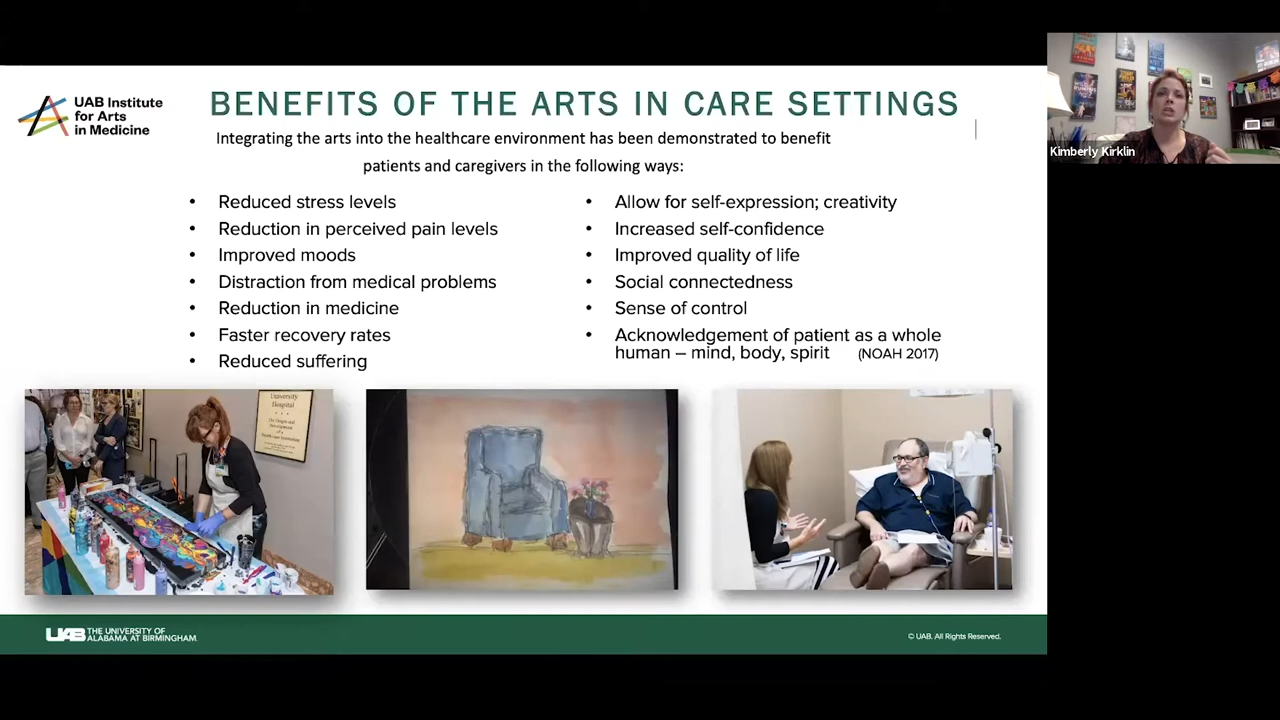 UAB Institute
for Arts
in Medicine
BENEFITS OF THE ARTS IN CARE SETTINGS
Integrating the arts into the healthcare environment has been demonstrated to benefit
patients and caregivers in the following ways:
• Reduced stress levels
• Reduction in perceived pain levels
• Improved moods
• Distraction from medical problems
• Reduction in medicine
• Faster recovery rates
• Reduced suffering
• Allow for self-expression; creativity
• Increased self-confidence
• Improved quality of life
• Social connectedness
• Sense of control
• Acknowledgement of patient as a whole
human – mind, body, spirit (NOAH 2017)
University
Hospital
UAB THE UNIVERSITY OF
ALABAMA AT BIRMINGHAM
© UAB. All Rights Reserved.
Kimberly Kirklin